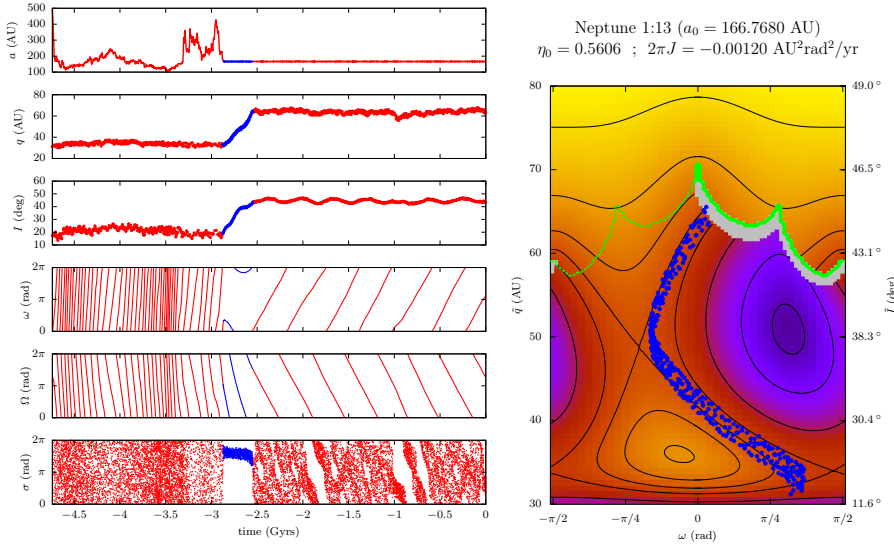 500
400
300
200
100
a (AU)
80
60
40
20
q (AU)
60
50
40
30
20
10
I (deg)
2π
π
0
ω (rad)
2π
π
0
Ω (rad)
2π
π
0
σ (rad)
−4.5 −4 −3.5 −3 −2.5 −2 −1.5 −1 −0.5 0
time (Gyrs)
Neptune 1:13 (a₀ = 166.7680 AU)
η₀ = 0.5606 ; 2πJ = −0.00120 AU²rad²/yr
80
70
60
50
40
30
q̄ (AU)
49.0°
46.5°
43.1°
38.3°
30.4°
11.6°
Ī (deg)
−π/2 −π/4 0 π/4 π/2
ω (rad)